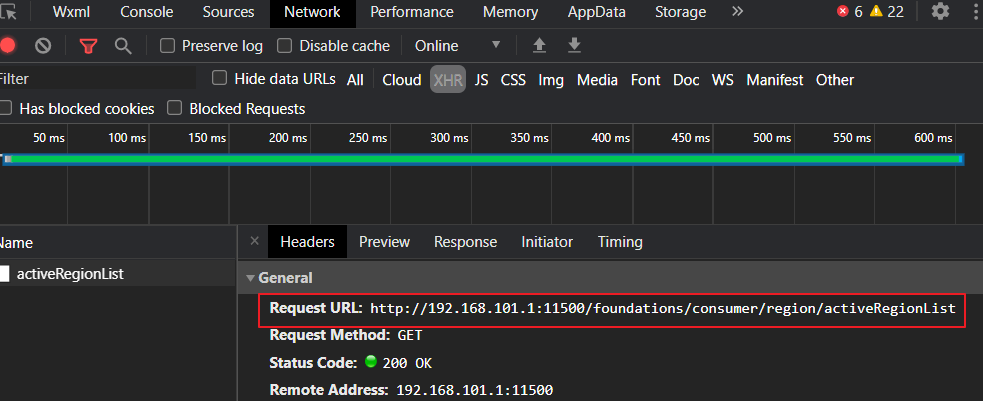 Wxml Console Sources Network Performance Memory AppData Storage » 6 22
Preserve log Disable cache Online
Filter Hide data URLs All Cloud XHR JS CSS Img Media Font Doc WS Manifest Other
Has blocked cookies Blocked Requests
50 ms 100 ms 150 ms 200 ms 250 ms 300 ms 350 ms 400 ms 450 ms 500 ms 550 ms 600 ms
Name × Headers Preview Response Initiator Timing
activeRegionList
General
Request URL: http://192.168.101.1:11500/foundations/consumer/region/activeRegionList
Request Method: GET
Status Code: 200 OK
Remote Address: 192.168.101.1:11500